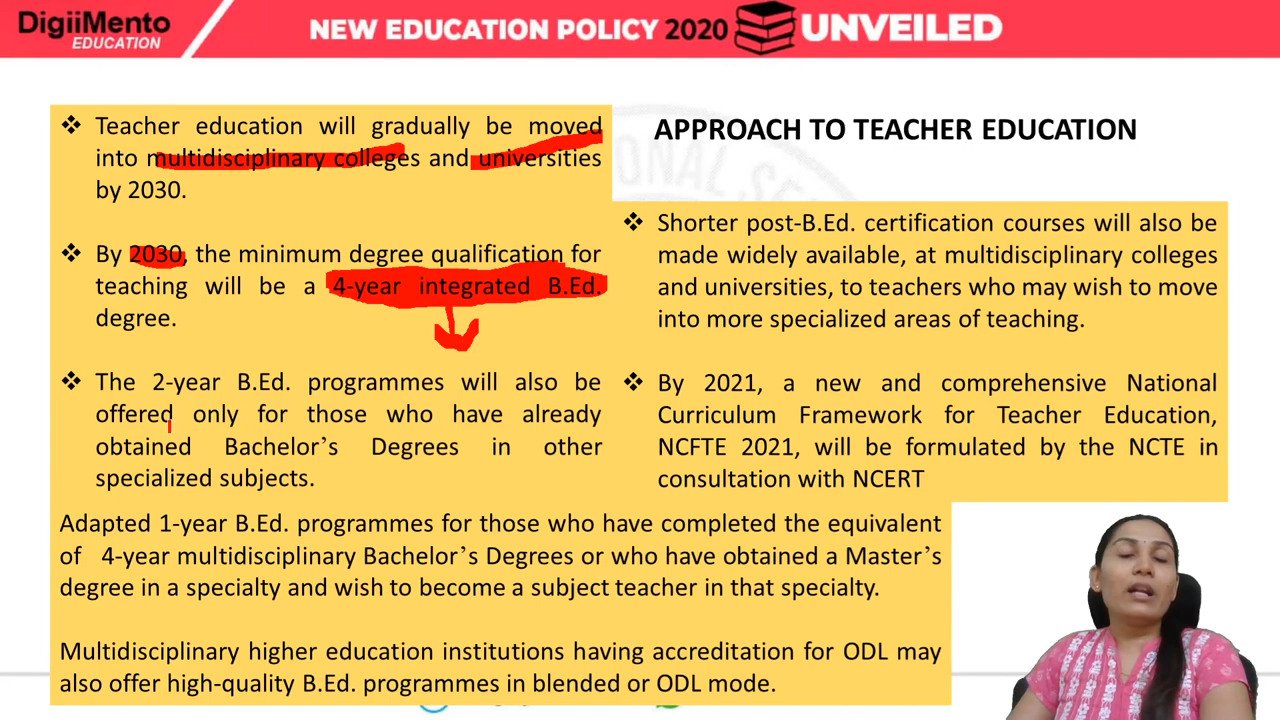 DigiiMento
EDUCATION
NEW EDUCATION POLICY 2020 UNVEILED
❖ Teacher education will gradually be moved
into multidisciplinary colleges and universities
by 2030.
❖ By 2030, the minimum degree qualification for
teaching will be a 4-year integrated B.Ed.
degree.
❖ The 2-year B.Ed. programmes will also be
offered only for those who have already
obtained Bachelor’s Degrees in other
specialized subjects.
APPROACH TO TEACHER EDUCATION
❖ Shorter post-B.Ed. certification courses will also be
made widely available, at multidisciplinary colleges
and universities, to teachers who may wish to move
into more specialized areas of teaching.
❖ By 2021, a new and comprehensive National
Curriculum Framework for Teacher Education,
NCFTE 2021, will be formulated by the NCTE in
consultation with NCERT
Adapted 1-year B.Ed. programmes for those who have completed the equivalent
of 4-year multidisciplinary Bachelor’s Degrees or who have obtained a Master’s
degree in a specialty and wish to become a subject teacher in that specialty.
Multidisciplinary higher education institutions having accreditation for ODL may
also offer high-quality B.Ed. programmes in blended or ODL mode.